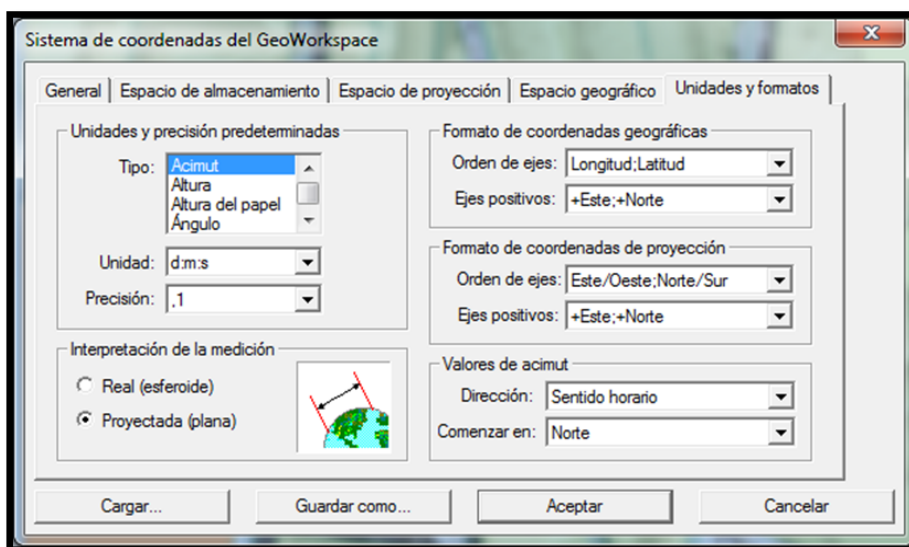 Sistema de coordenadas del GeoWorkspace
General Espacio de almacenamiento Espacio de proyección Espacio geográfico Unidades y formatos
Unidades y precisión predeterminadas
Tipo: Acimut
Altura
Altura del papel
Ángulo
Unidad: d:m:s
Precisión: ,1
Interpretación de la medición
Real (esferoide)
Proyectada (plana)
Formato de coordenadas geográficas
Orden de ejes: Longitud;Latitud
Ejes positivos: +Este;+Norte
Formato de coordenadas de proyección
Orden de ejes: Este/Oeste;Norte/Sur
Ejes positivos: +Este;+Norte
Valores de acimut
Dirección: Sentido horario
Comenzar en: Norte
Cargar... Guardar como... Aceptar Cancelar